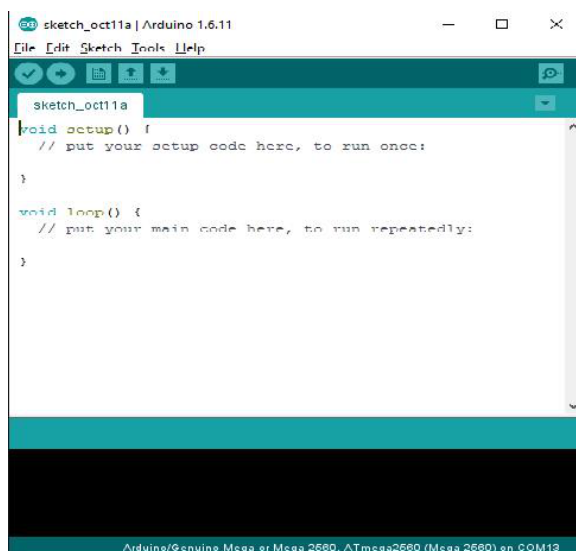 sketch_oct11a | Arduino 1.6.11
File Edit Sketch Tools Help
sketch_oct11a
void setup() {
  // put your setup code here, to run once:
}
void loop() {
  // put your main code here, to run repeatedly:
}
Arduino/Genuino Mega or Mega 2560, ATmega2560 (Mega 2560) on COM13